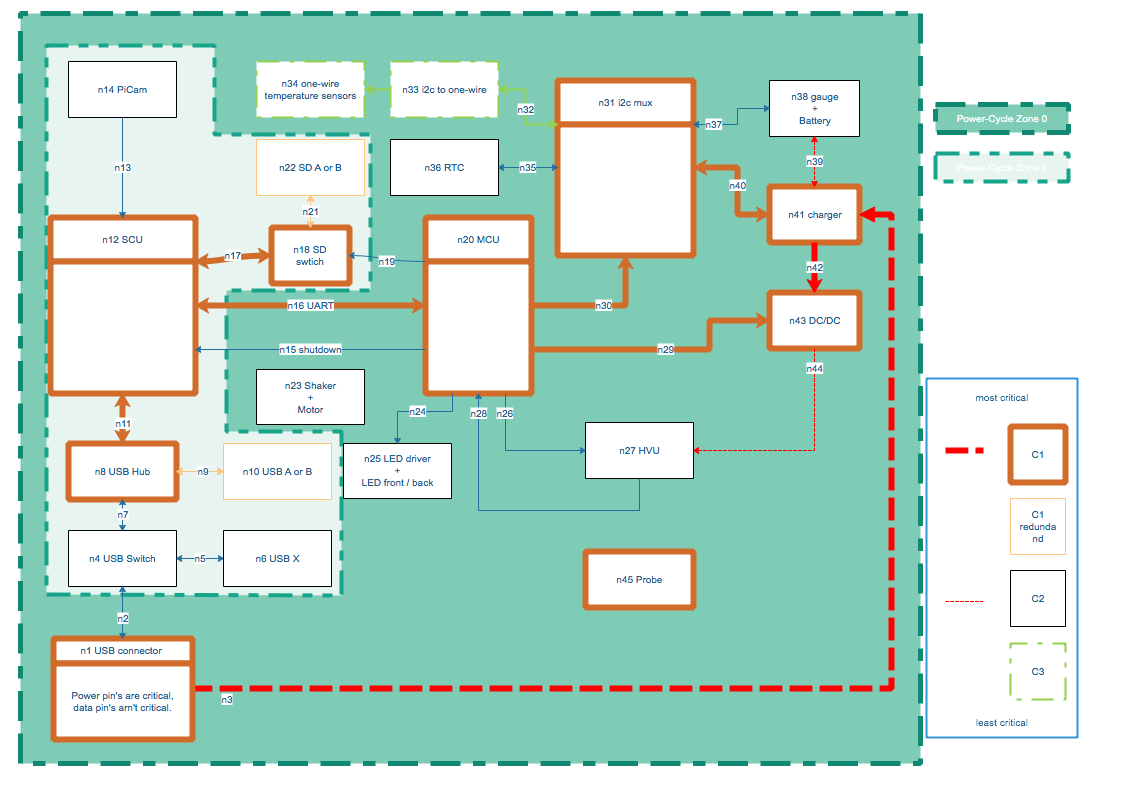 n14 PiCam
n34 one-wire
temperature sensors
n33 i2c to one-wire
n32
n31 i2c mux
n38 gauge
+
Battery
n37
Power-Cycle Zone 0
Power-Cycle Zone 1
n13
n22 SD A or B
n36 RTC
n35
n39
n40
n21
n41 charger
n12 SCU
n17
n18 SD
swtich
n19
n20 MCU
n42
n16 UART
n30
n43 DC/DC
n15 shutdown
n29
n44
n23 Shaker
+
Motor
n24
n28
n26
n11
n8 USB Hub
n9
n10 USB A or B
n25 LED driver
+
LED front / back
n27 HVU
n7
n4 USB Switch
n5
n6 USB X
n45 Probe
n2
n1 USB connector
Power pin's are critical,
data pin's arn't critical.
n3
most critical
C1
C1
redunda
nd
C2
C3
least critical